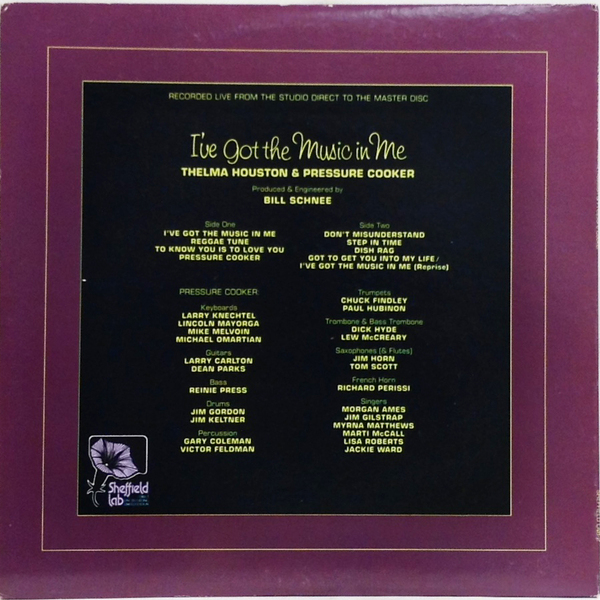 RECORDED LIVE FROM THE STUDIO DIRECT TO THE MASTER DISC
I've Got the Music in Me
THELMA HOUSTON & PRESSURE COOKER
Produced & Engineered by
BILL SCHNEE
Side One
I'VE GOT THE MUSIC IN ME
REGGAE TUNE
TO KNOW YOU IS TO LOVE YOU
PRESSURE COOKER
Side Two
DON'T MISUNDERSTAND
STEP IN TIME
DISH RAG
GOT TO GET YOU INTO MY LIFE/
I'VE GOT THE MUSIC IN ME (Reprise)
PRESSURE COOKER
Keyboards
LARRY KNECHTEL
LINCOLN MAYORGA
MIKE MELVOIN
MICHAEL OMARTIAN
Guitars
LARRY CARLTON
DEAN PARKS
Bass
REINIE PRESS
Drums
JIM GORDON
JIM KELTNER
Percussion
GARY COLEMAN
VICTOR FELDMAN
Trumpets
CHUCK FINDLEY
PAUL HUBINON
Trombone & Bass Trombone
DICK HYDE
LEW McCREARY
Saxophones (& Flutes)
JIM HORN
TOM SCOTT
French Horn
RICHARD PERISSI
Singers
MORGAN AMES
JIM GILSTRAP
MYRNA MATTHEWS
MARTI McCALL
LISA ROBERTS
JACKIE WARD
Sheffield
Lab